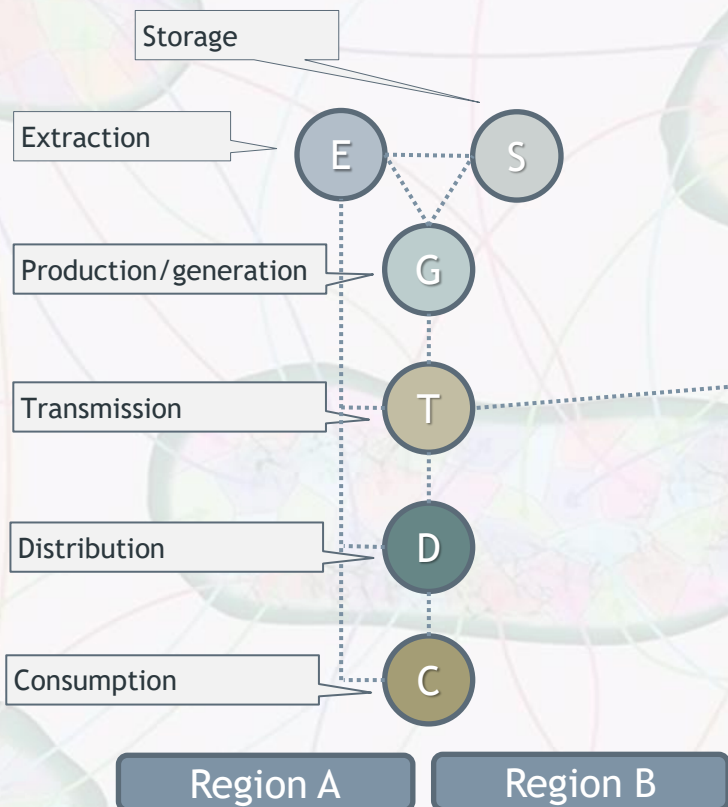 Storage
Extraction
E
S
Production/generation
G
Transmission
T
Distribution
D
Consumption
C
Region A
Region B